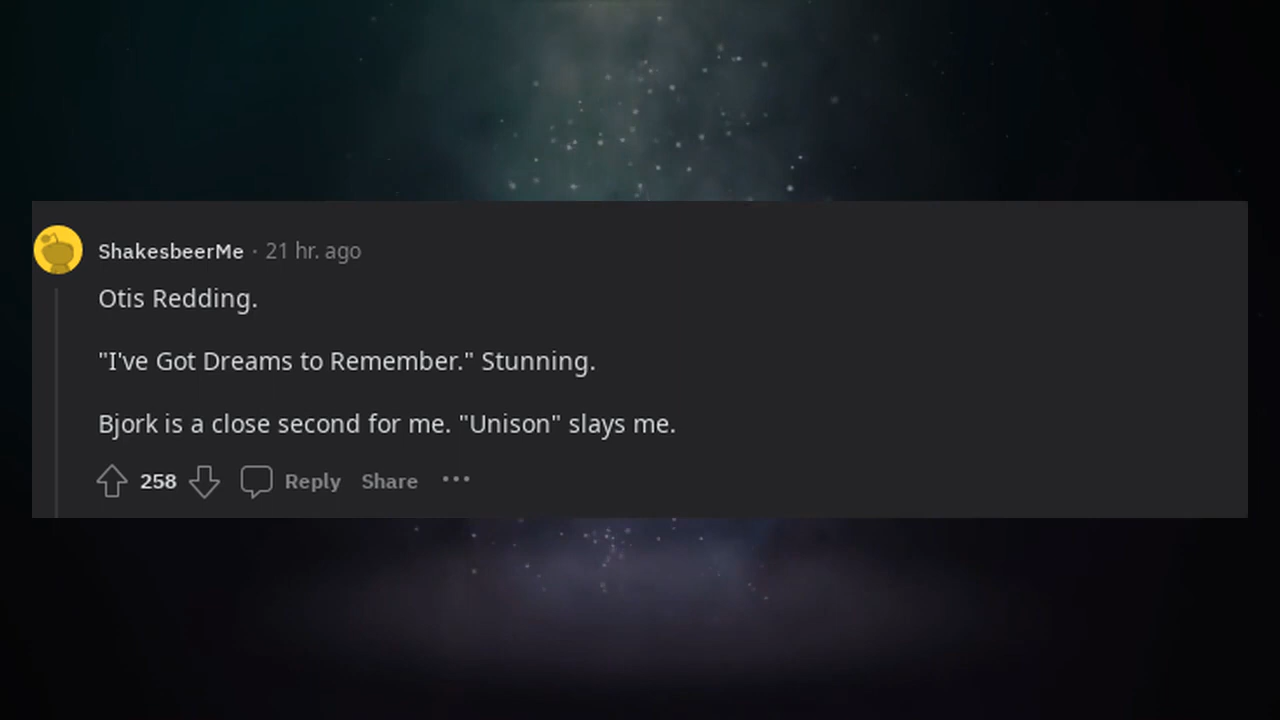 ShakesbeerMe · 21 hr. ago
Otis Redding.
"I've Got Dreams to Remember." Stunning.
Bjork is a close second for me. "Unison" slays me.
258 Reply Share ···